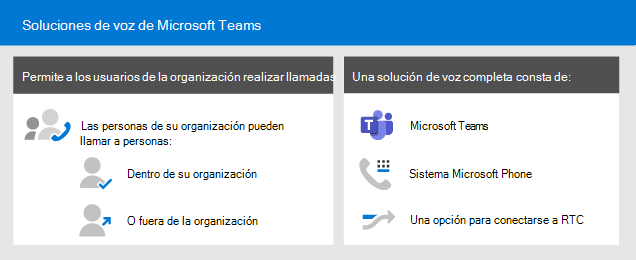 Soluciones de voz de Microsoft Teams
Permite a los usuarios de la organización realizar llamadas
Las personas de su organización pueden
llamar a personas:
Dentro de su organización
O fuera de la organización
Una solución de voz completa consta de:
Microsoft Teams
Sistema Microsoft Phone
Una opción para conectarse a RTC